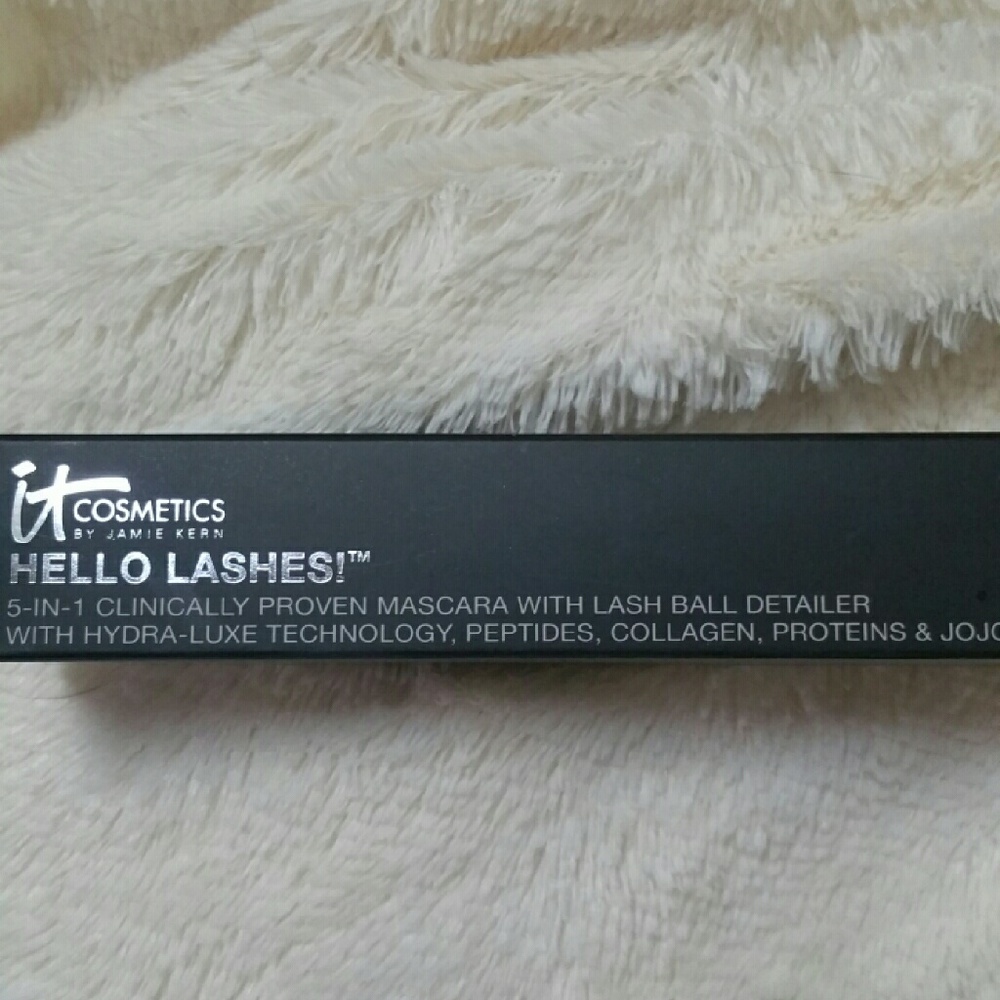 it COSMETICS
BY JAMIE KERN
HELLO LASHES!™
5-IN-1 CLINICALLY PROVEN MASCARA WITH LASH BALL DETAILER
WITH HYDRA-LUXE TECHNOLOGY, PEPTIDES, COLLAGEN, PROTEINS &